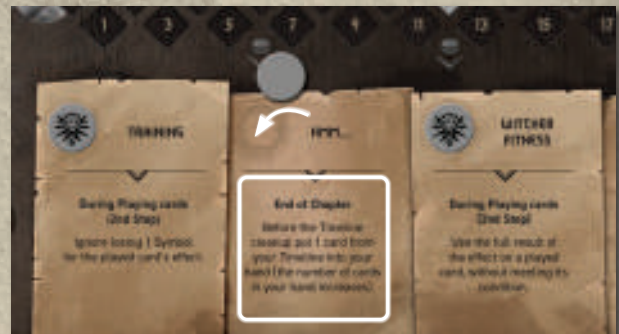 1 3 5 7 9 11 13 15 17
TRAINING
During Playing cards
(2nd Step)
Ignore losing 1 Symbol
for the played card's effect.
HMM...
End of Chapter
Before the Timeline
cleanup put 1 card from
your Timeline into your
hand (the number of cards
in your hand increases).
WITCHER
FITNESS
During Playing cards
(2nd Step)
Use the full result of
the effect on a played
card, without meeting its
condition.